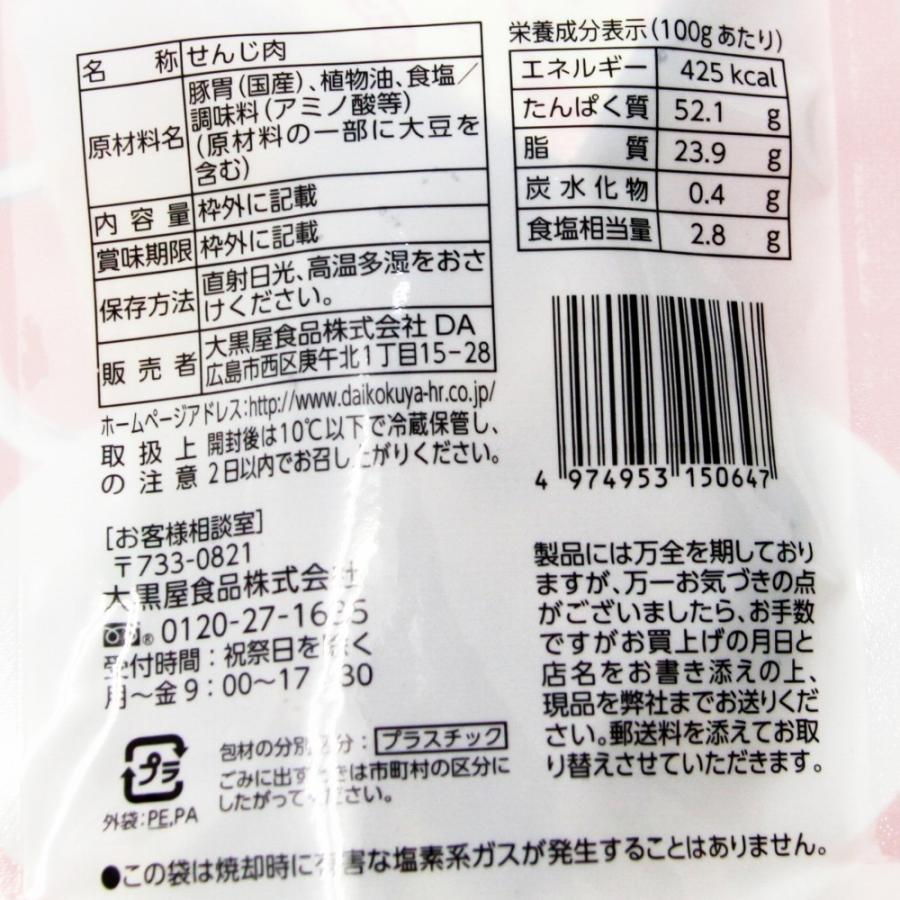 名称 せんじ肉
原材料名 豚胃(国産)、植物油、食塩/
調味料(アミノ酸等)
(原材料の一部に大豆を
含む)
内容量 枠外に記載
賞味期限 枠外に記載
保存方法 直射日光、高温多湿をおさ
けください。
販売者 大黒屋食品株式会社 DA
広島市西区庚午北1丁目15-28
ホームページアドレス:http://www.daikokuya-hr.co.jp/
取扱上の注意 開封後は10℃以下で冷蔵保管し、
2日以内でお召し上がりください。
[お客様相談室]
〒733-0821
大黒屋食品株式会社
0120-27-1635
受付時間:祝祭日を除く
月〜金9:00〜17:30
プラ
外袋:PE,PA
包材の分別区分:プラスチック
ごみに出すときは市町村の区分に
したがってください。
栄養成分表示(100gあたり)
エネルギー 425 kcal
たんぱく質 52.1 g
脂質 23.9 g
炭水化物 0.4 g
食塩相当量 2.8 g
4 974953 150647
製品には万全を期しており
ますが、万一お気づきの点
がございましたら、お手数
ですがお買上げの月日と
店名をお書き添えの上、
現品を弊社までお送りくだ
さい。郵送料を添えてお取
り替えさせていただきます。
●この袋は焼却時に有害な塩素系ガスが発生することはありません。